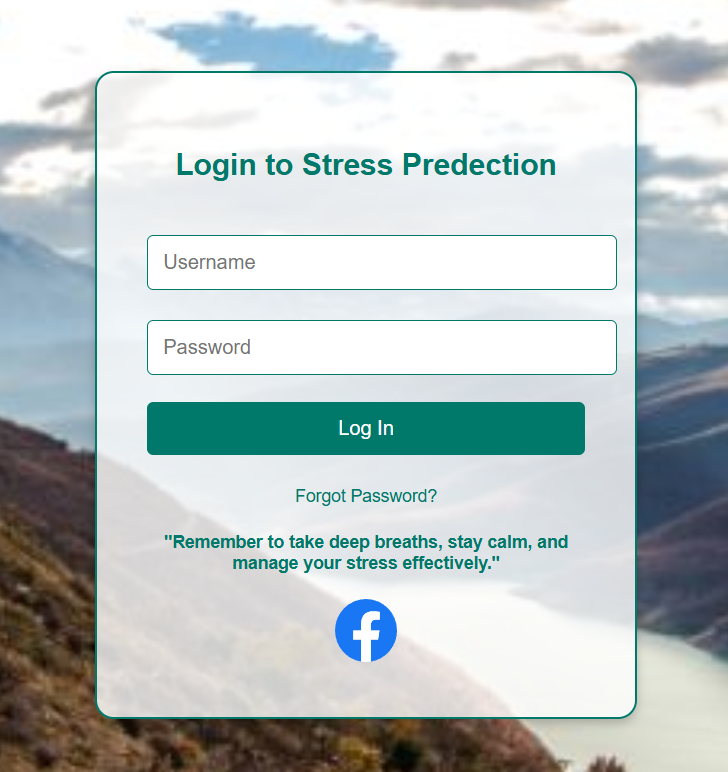 Login to Stress Predection
Username
Password
Log In
Forgot Password?
"Remember to take deep breaths, stay calm, and
manage your stress effectively."